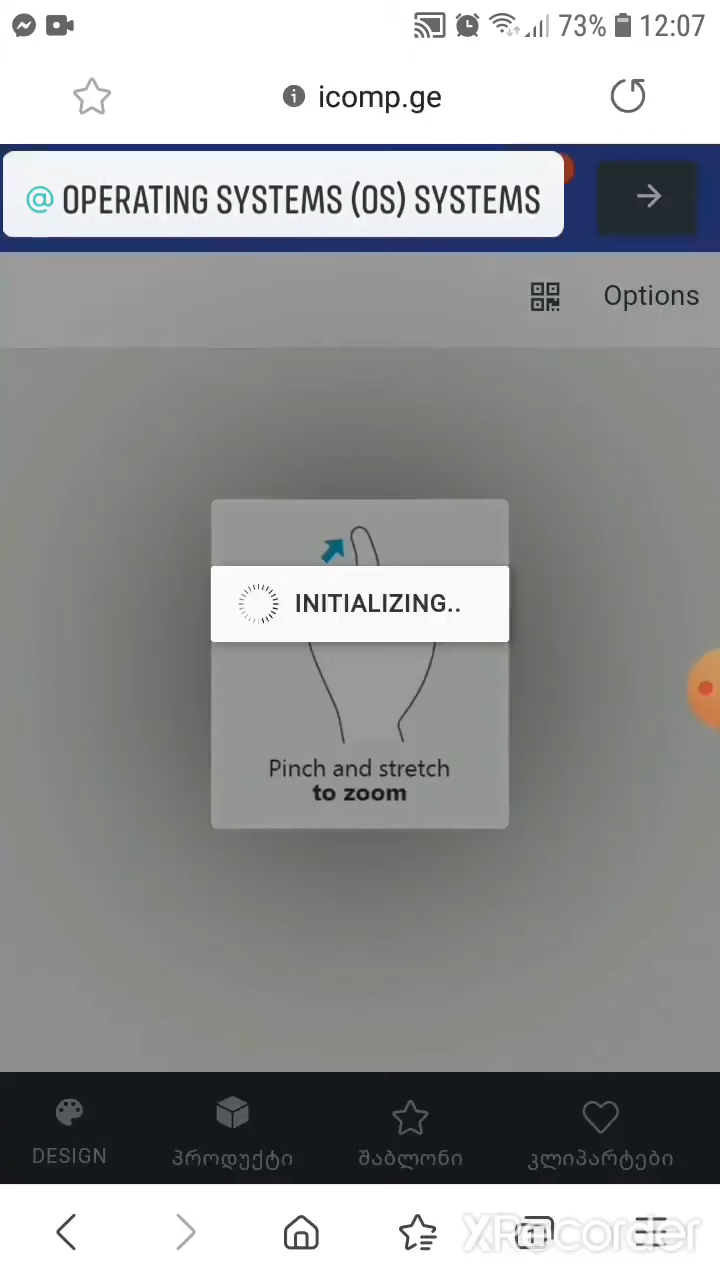 73% 12:07
icomp.ge
@ OPERATING SYSTEMS (OS) SYSTEMS
Options
INITIALIZING..
Pinch and stretch
to zoom
DESIGN პროდუქტი შაბლონი კლიპარტები
1
XRecorder